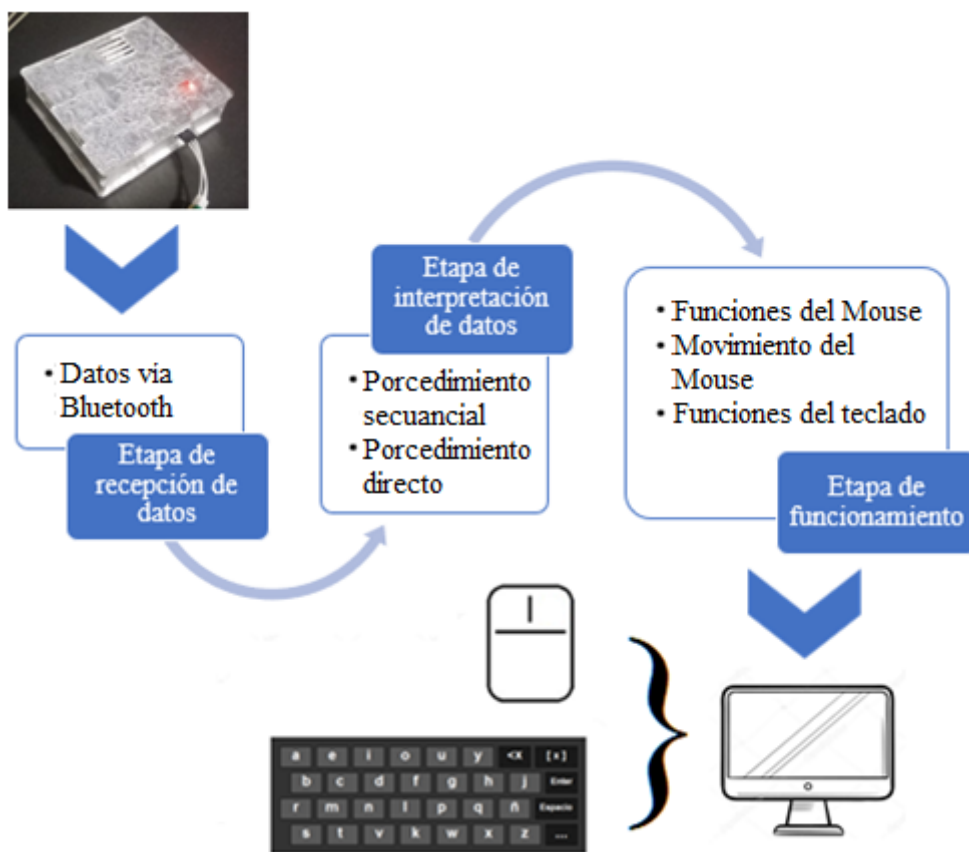 • Datos via
Bluetooth
Etapa de
recepción de
datos
Etapa de
interpretación
de datos
• Porcedimiento
secuancial
• Porcedimiento
directo
• Funciones del Mouse
• Movimiento del
Mouse
• Funciones del teclado
Etapa de
funcionamiento
a e i o u y <X [x]
b c d f g h j Enter
r m n l p q ñ Espacio
s t v k w x z ...